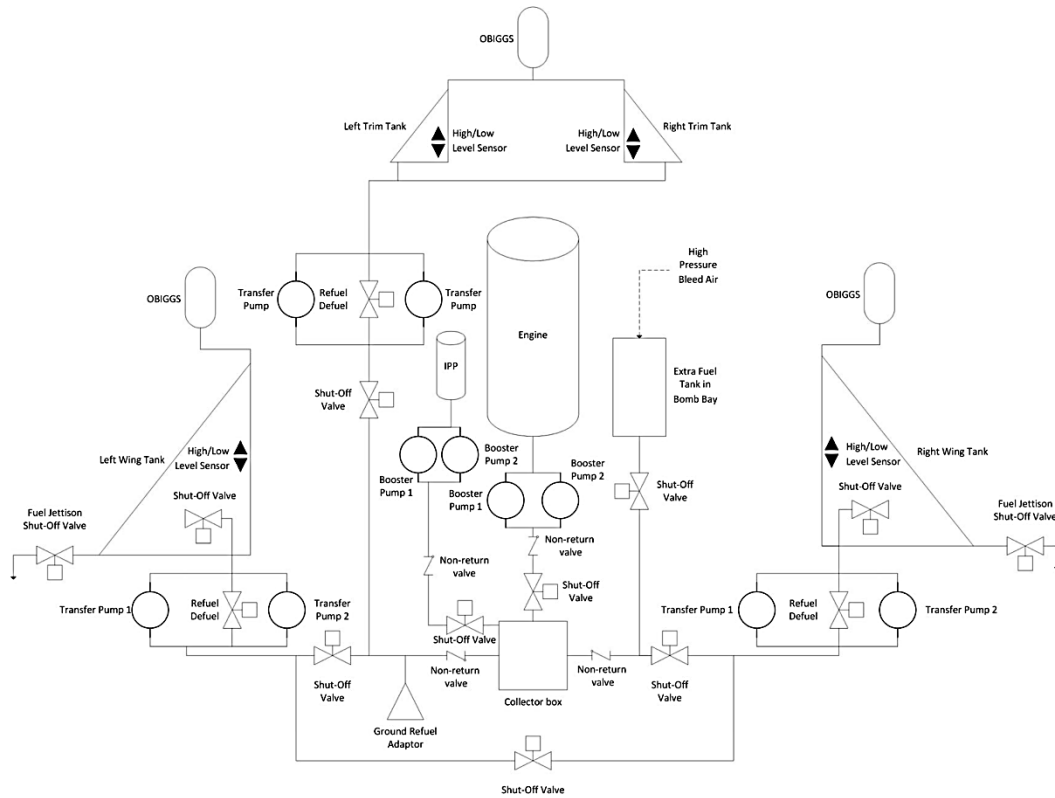 OBIGGS
Left Trim Tank
High/Low
Level Sensor
High/Low
Level Sensor
Right Trim Tank
High
Pressure
Bleed Air
OBIGGS
Transfer
Pump
Refuel
Defuel
Transfer
Pump
Engine
OBIGGS
IPP
Extra Fuel
Tank in
Bomb Bay
Shut-Off
Valve
Left Wing Tank
High/Low
Level Sensor
Booster
Pump 2
Booster
Pump 1
Booster
Pump 2
Booster
Pump 1
Shut-Off
Valve
High/Low
Level Sensor
Right Wing Tank
Shut-Off Valve
Shut-Off Valve
Fuel Jettison
Shut-Off Valve
Fuel Jettison
Shut-Off Valve
Non-return
valve
Non-return
valve
Shut-Off
Valve
Transfer Pump 1
Refuel
Defuel
Transfer
Pump 2
Transfer Pump 1
Refuel
Defuel
Transfer Pump 2
Shut-Off Valve
Shut-Off
Valve
Non-return
valve
Non-return
valve
Shut-Off
Valve
Collector box
Ground Refuel
Adaptor
Shut-Off Valve